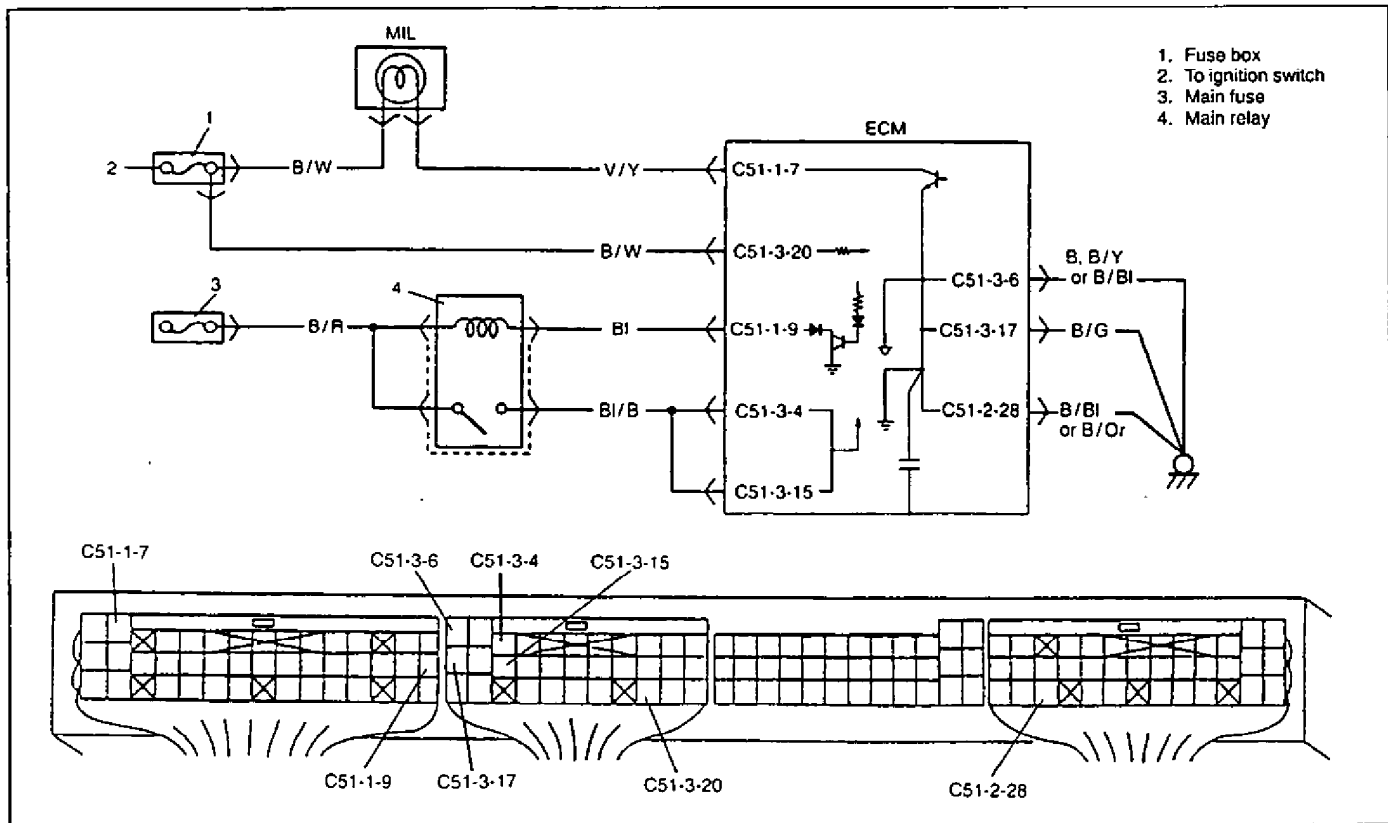 MIL
1. Fuse box
2. To ignition switch
3. Main fuse
4. Main relay
1
ECM
2
B/W
V/Y
C51-1-7
B/W
C51-3-20
C51-3-6
B, B/Y
or B/Bl
3
4
B/R
Bl
C51-1-9
C51-3-17
B/G
Bl/B
C51-3-4
C51-2-28
B/Bl
or B/Or
C51-3-15
C51-1-7
C51-3-6
C51-3-4
C51-3-15
C51-1-9
C51-3-17
C51-3-20
C51-2-28